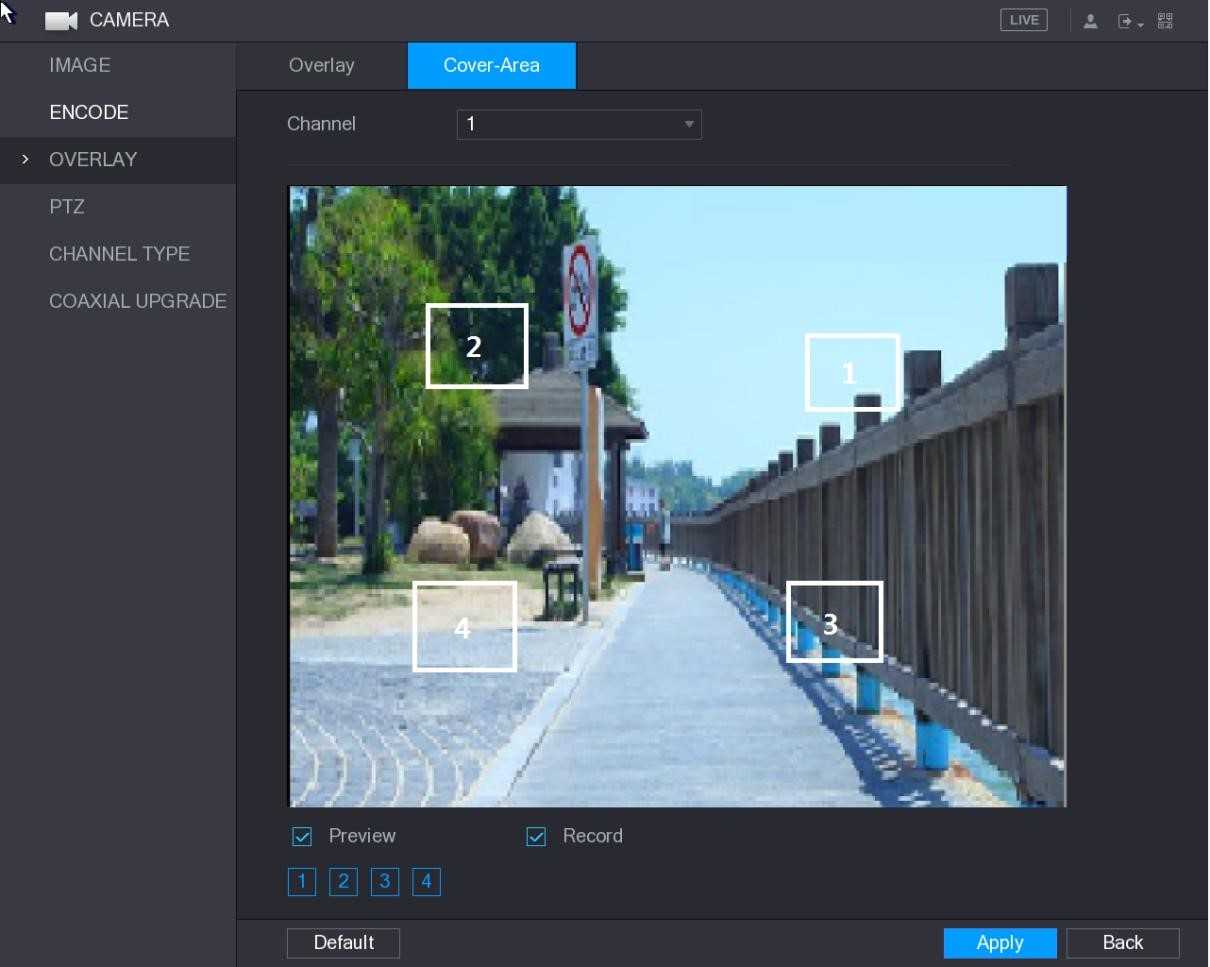 CAMERA
LIVE
IMAGE
ENCODE
> OVERLAY
PTZ
CHANNEL TYPE
COAXIAL UPGRADE
Overlay
Cover-Area
Channel
1
2
1
4
3
Preview
Record
1
2
3
4
Default
Apply
Back